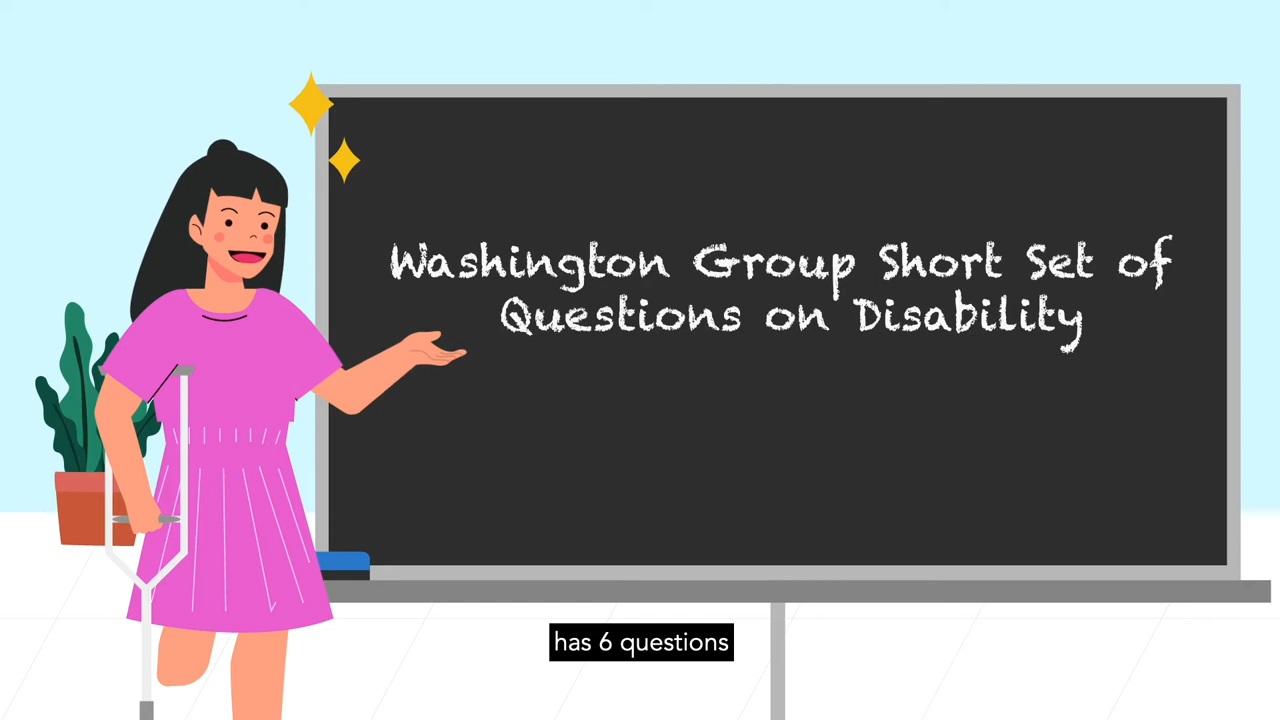 Washington Group Short Set of
Questions on Disability
has 6 questions